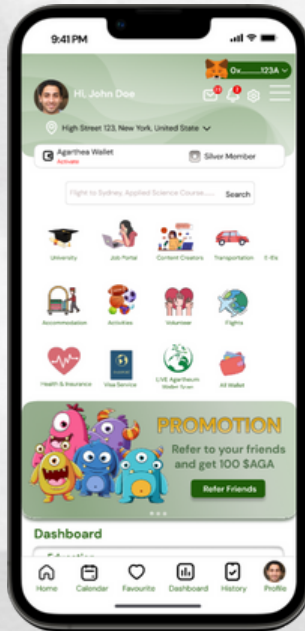 9:41 PM
0x.........123A
Hi, John Doe
High Street 123, New York, United State
Agarthea Wallet
Activate
Silver Member
Flight to Sydney, Applied Science Course...... Search
University Job Portal Content Creators Transportation
Accommodation Activities Volunteer Flights
Health & Insurance Visa Service LIVE Agartheum All Wallet
PROMOTION
Refer to your friends
and get 100 $AGA
Refer Friends
Dashboard
Education
Home Calendar Favourite Dashboard History Profile